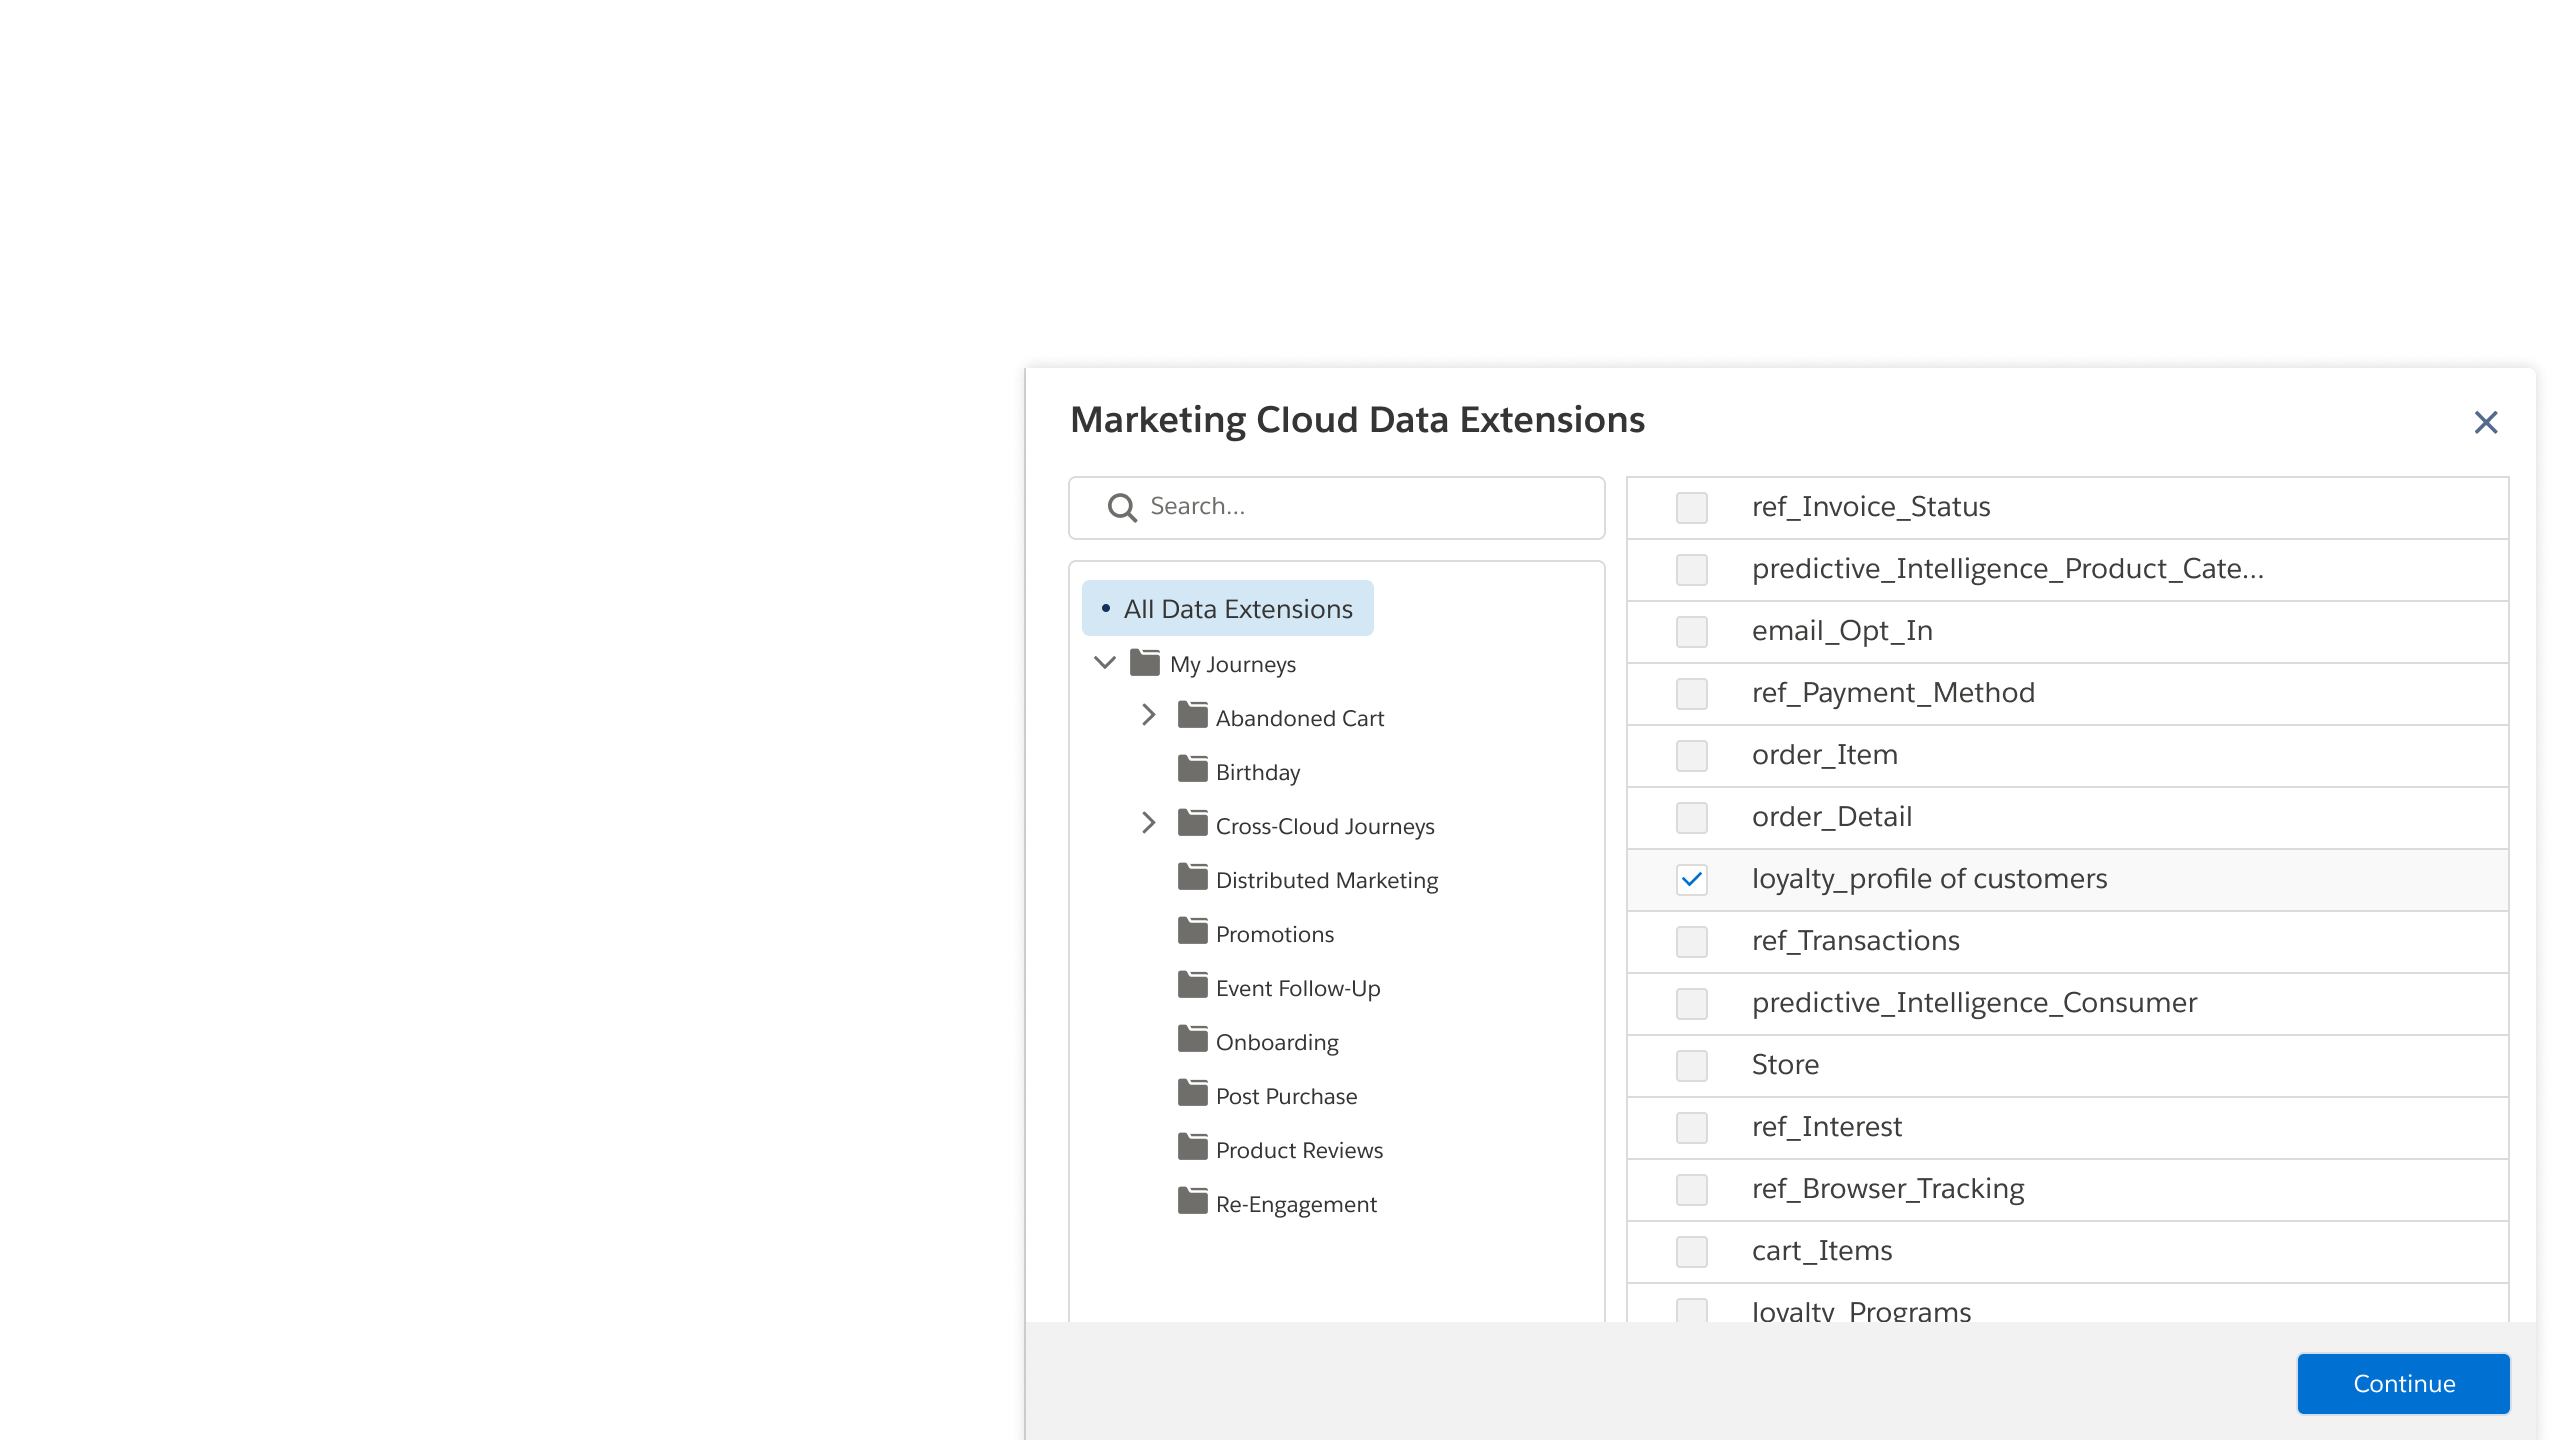 Marketing Cloud Data Extensions
Search...
All Data Extensions
My Journeys
Abandoned Cart
Birthday
Cross-Cloud Journeys
Distributed Marketing
Promotions
Event Follow-Up
Onboarding
Post Purchase
Product Reviews
Re-Engagement
ref_Invoice_Status
predictive_Intelligence_Product_Cate...
email_Opt_In
ref_Payment_Method
order_Item
order_Detail
loyalty_profile of customers
ref_Transactions
predictive_Intelligence_Consumer
Store
ref_Interest
ref_Browser_Tracking
cart_Items
loyalty_Programs
Continue